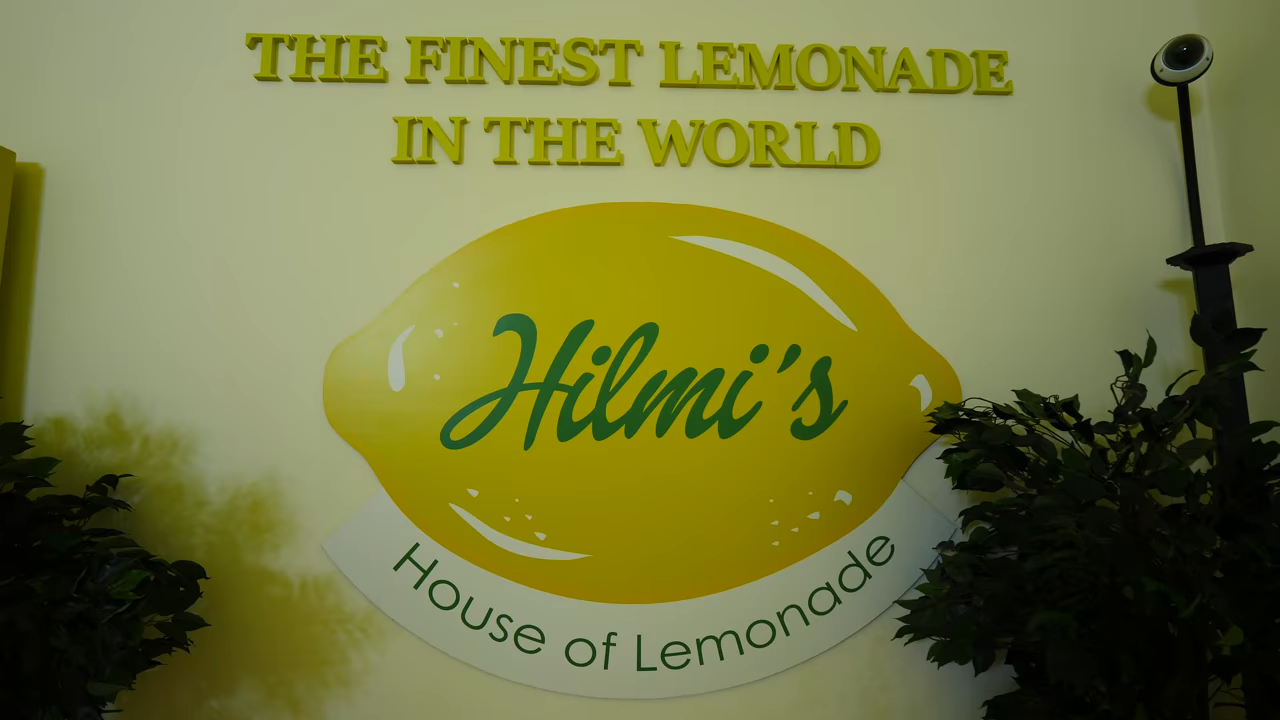 THE FINEST LEMONADE
IN THE WORLD
Hilmi's
House of Lemonade